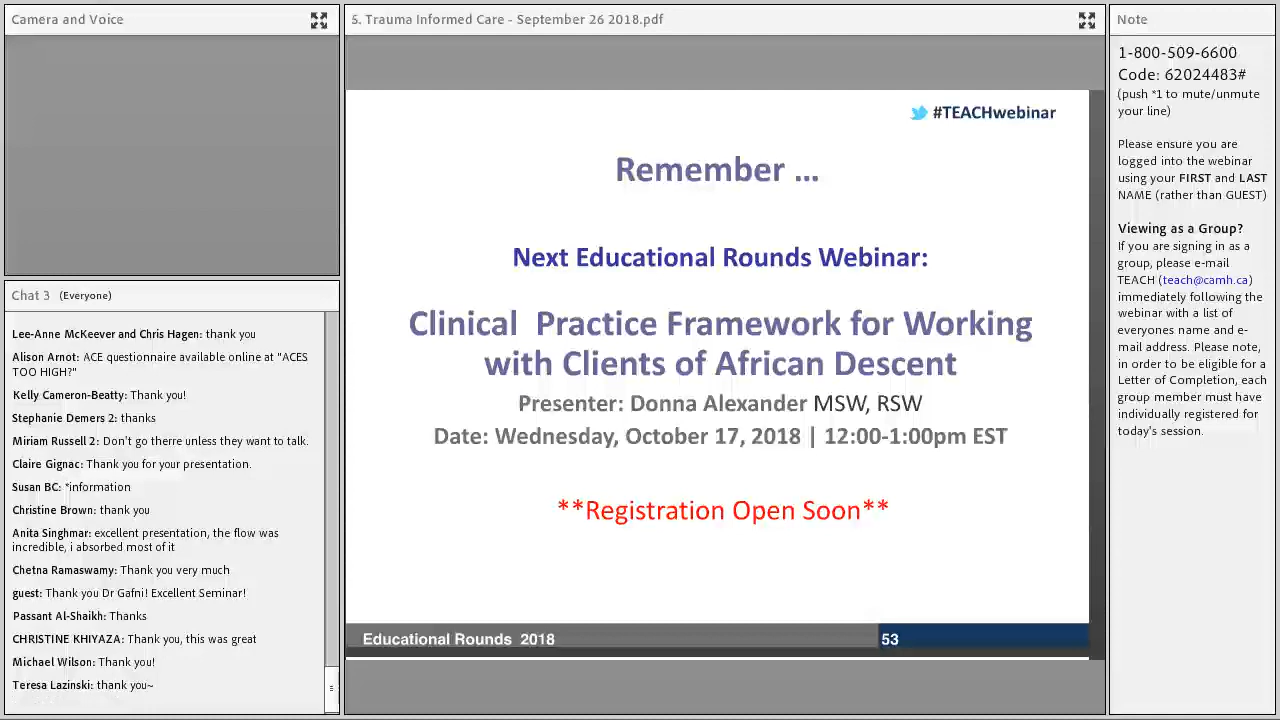 Camera and Voice
Chat 3 (Everyone)
Lee-Anne McKeever and Chris Hagen: thank you
Alison Arnot: ACE questionnaire available online at "ACES
TOO HIGH?"
Kelly Cameron-Beatty: Thank you!
Stephanie Demers 2: thanks
Miriam Russell 2: Don't go therre unless they want to talk.
Claire Gignac: Thank you for your presentation.
Susan BC: *information
Christine Brown: thank you
Anita Singhmar: excellent presentation, the flow was
incredible, i absorbed most of it
Chetna Ramaswamy: Thank you very much
guest: Thank you Dr Gafni! Excellent Seminar!
Passant Al-Shaikh: Thanks
CHRISTINE KHIYAZA: Thank you, this was great
Michael Wilson: Thank you!
Teresa Lazinski: thank you~
5. Trauma Informed Care - September 26 2018.pdf
#TEACHwebinar
Remember ...
Next Educational Rounds Webinar:
Clinical Practice Framework for Working
with Clients of African Descent
Presenter: Donna Alexander MSW, RSW
Date: Wednesday, October 17, 2018 | 12:00-1:00pm EST
**Registration Open Soon**
Educational Rounds 2018
53
Note
1-800-509-6600
Code: 62024483#
(push *1 to mute/unmute
your line)
Please ensure you are
logged into the webinar
using your FIRST and LAST
NAME (rather than GUEST)
Viewing as a Group?
If you are signing in as a
group, please e-mail
TEACH (teach@camh.ca)
immediately following the
webinar with a list of
everyones name and e-
mail address. Please note,
in order to be eligible for a
Letter of Completion, each
group member must have
individually registered for
today's session.